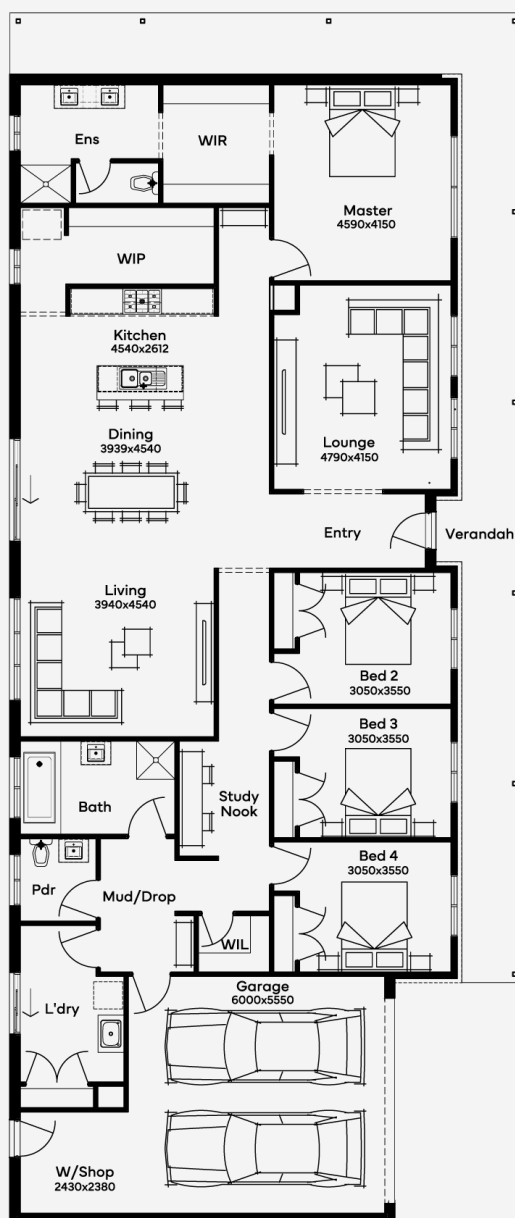 Ens
WIR
Master
4590x4150
WIP
Kitchen
4540x2612
Dining
3939x4540
Lounge
4790x4150
Entry
Verandah
Living
3940x4540
Bed 2
3050x3550
Bed 3
3050x3550
Bath
Study
Nook
Bed 4
3050x3550
Pdr
Mud/Drop
WIL
L'dry
Garage
6000x5550
W/Shop
2430x2380